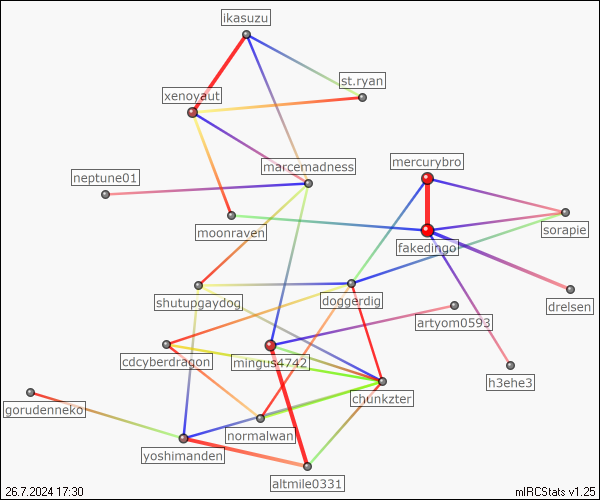 ikasuzu
st.ryan
xenoyaut
mercurybro
marcemadness
neptune01
moonraven
sorapie
fakedingo
drelsen
shutupgaydog
doggerdig
artyom0593
cdcyberdragon
mingus4742
h3ehe3
chunkzter
gorudenneko
normalwan
yoshimanden
altmile0331
26.7.2024 17:30
mIRCStats v1.25